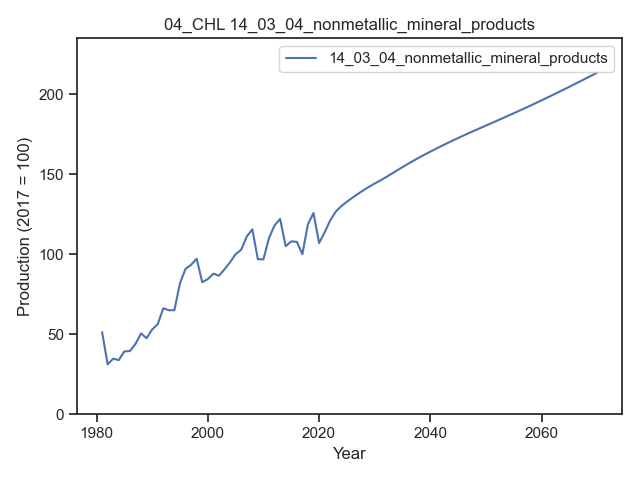 04_CHL 14_03_04_nonmetallic_mineral_products
14_03_04_nonmetallic_mineral_products
Production (2017 = 100)
200
150
100
50
0
1980 2000 2020 2040 2060
Year